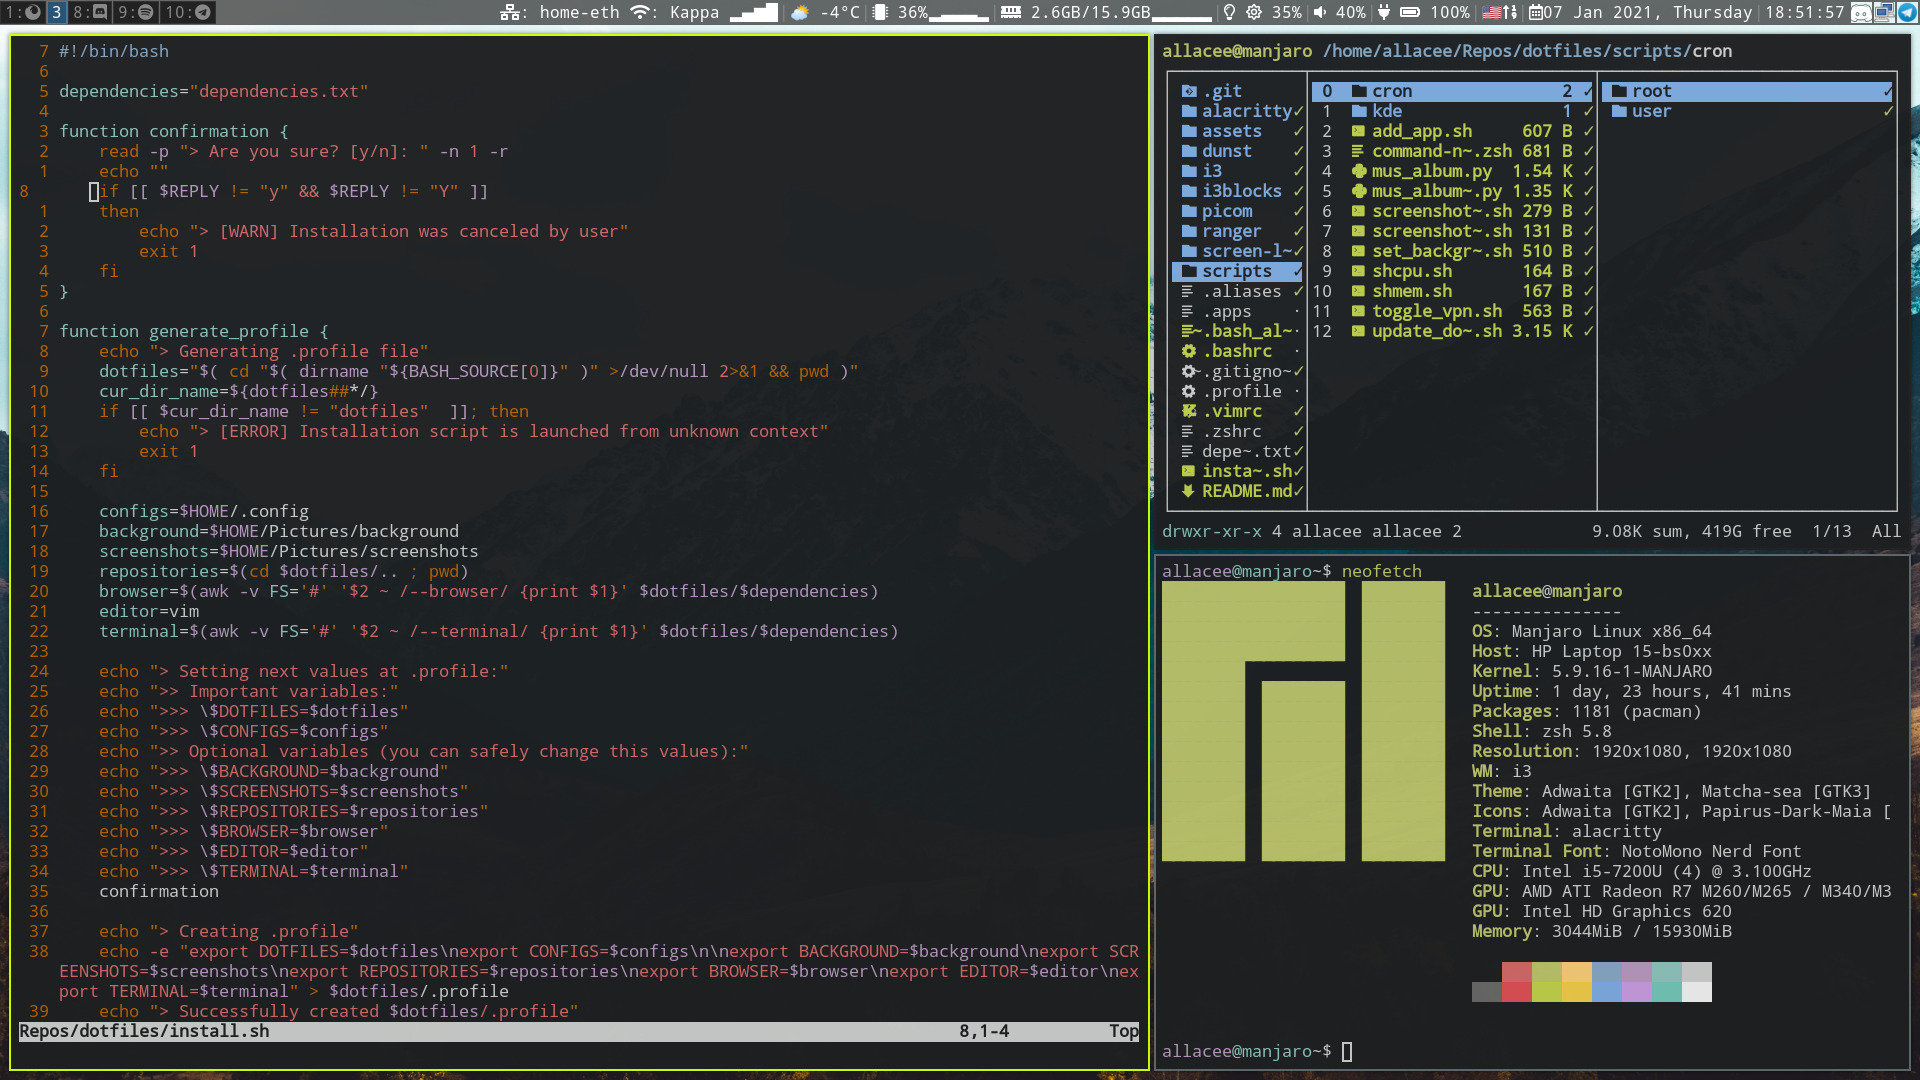 1: 3 8: 9: 10: : home-eth : Kappa -4°C 36% 2.6GB/15.9GB 35% 40% 100% 07 Jan 2021, Thursday 18:51:57
7 #!/bin/bash
6
5 dependencies="dependencies.txt"
4
3 function confirmation {
2 read -p "> Are you sure? [y/n]: " -n 1 -r
1 echo ""
8 if [[ $REPLY != "y" && $REPLY != "Y" ]]
1 then
2 echo "> [WARN] Installation was canceled by user"
3 exit 1
4 fi
5 }
6
7 function generate_profile {
8 echo "> Generating .profile file"
9 dotfiles="$( cd "$( dirname "${BASH_SOURCE[0]}" )" >/dev/null 2>&1 && pwd )"
10 cur_dir_name=${dotfiles##*/}
11 if [[ $cur_dir_name != "dotfiles"  ]]; then
12 echo "> [ERROR] Installation script is launched from unknown context"
13 exit 1
14 fi
15
16 configs=$HOME/.config
17 background=$HOME/Pictures/background
18 screenshots=$HOME/Pictures/screenshots
19 repositories=$(cd $dotfiles/.. ; pwd)
20 browser=$(awk -v FS='#' '$2 ~ /--browser/ {print $1}' $dotfiles/$dependencies)
21 editor=vim
22 terminal=$(awk -v FS='#' '$2 ~ /--terminal/ {print $1}' $dotfiles/$dependencies)
23
24 echo "> Setting next values at .profile:"
25 echo ">> Important variables:"
26 echo ">>> \$DOTFILES=$dotfiles"
27 echo ">>> \$CONFIGS=$configs"
28 echo ">> Optional variables (you can safely change this values):"
29 echo ">>> \$BACKGROUND=$background"
30 echo ">>> \$SCREENSHOTS=$screenshots"
31 echo ">>> \$REPOSITORIES=$repositories"
32 echo ">>> \$BROWSER=$browser"
33 echo ">>> \$EDITOR=$editor"
34 echo ">>> \$TERMINAL=$terminal"
35 confirmation
36
37 echo "> Creating .profile"
38 echo -e "export DOTFILES=$dotfiles\nexport CONFIGS=$configs\n\nexport BACKGROUND=$background\nexport SCR
EENSHOTS=$screenshots\nexport REPOSITORIES=$repositories\nexport BROWSER=$browser\nexport EDITOR=$editor\nex
port TERMINAL=$terminal" > $dotfiles/.profile
39 echo "> Successfully created $dotfiles/.profile"
Repos/dotfiles/install.sh 8,1-4 Top
allacee@manjaro /home/allacee/Repos/dotfiles/scripts/cron
.git
alacritty✓
assets ✓
dunst ✓
i3 ✓
i3blocks ✓
picom ✓
ranger ✓
screen-l~✓
scripts ✓
.aliases ✓
.apps ·
~.bash_al~·
.bashrc ·
~.gitigno~✓
.profile ·
.vimrc ✓
.zshrc ✓
depe~.txt✓
insta~.sh✓
README.md✓
0 cron 2 ✓
1 kde 1 ✓
2 add_app.sh 607 B ✓
3 command-n~.zsh 681 B ✓
4 mus_album.py 1.54 K ✓
5 mus_album~.py 1.35 K ✓
6 screenshot~.sh 279 B ✓
7 screenshot~.sh 131 B ✓
8 set_backgr~.sh 510 B ✓
9 shcpu.sh 164 B ✓
10 shmem.sh 167 B ✓
11 toggle_vpn.sh 563 B ✓
12 update_do~.sh 3.15 K ✓
root ✓
user ✓
drwxr-xr-x 4 allacee allacee 2 9.08K sum, 419G free 1/13 All
allacee@manjaro~$ neofetch
allacee@manjaro
---------------
OS: Manjaro Linux x86_64
Host: HP Laptop 15-bs0xx
Kernel: 5.9.16-1-MANJARO
Uptime: 1 day, 23 hours, 41 mins
Packages: 1181 (pacman)
Shell: zsh 5.8
Resolution: 1920x1080, 1920x1080
WM: i3
Theme: Adwaita [GTK2], Matcha-sea [GTK3]
Icons: Adwaita [GTK2], Papirus-Dark-Maia [
Terminal: alacritty
Terminal Font: NotoMono Nerd Font
CPU: Intel i5-7200U (4) @ 3.100GHz
GPU: AMD ATI Radeon R7 M260/M265 / M340/M3
GPU: Intel HD Graphics 620
Memory: 3044MiB / 15930MiB
allacee@manjaro~$